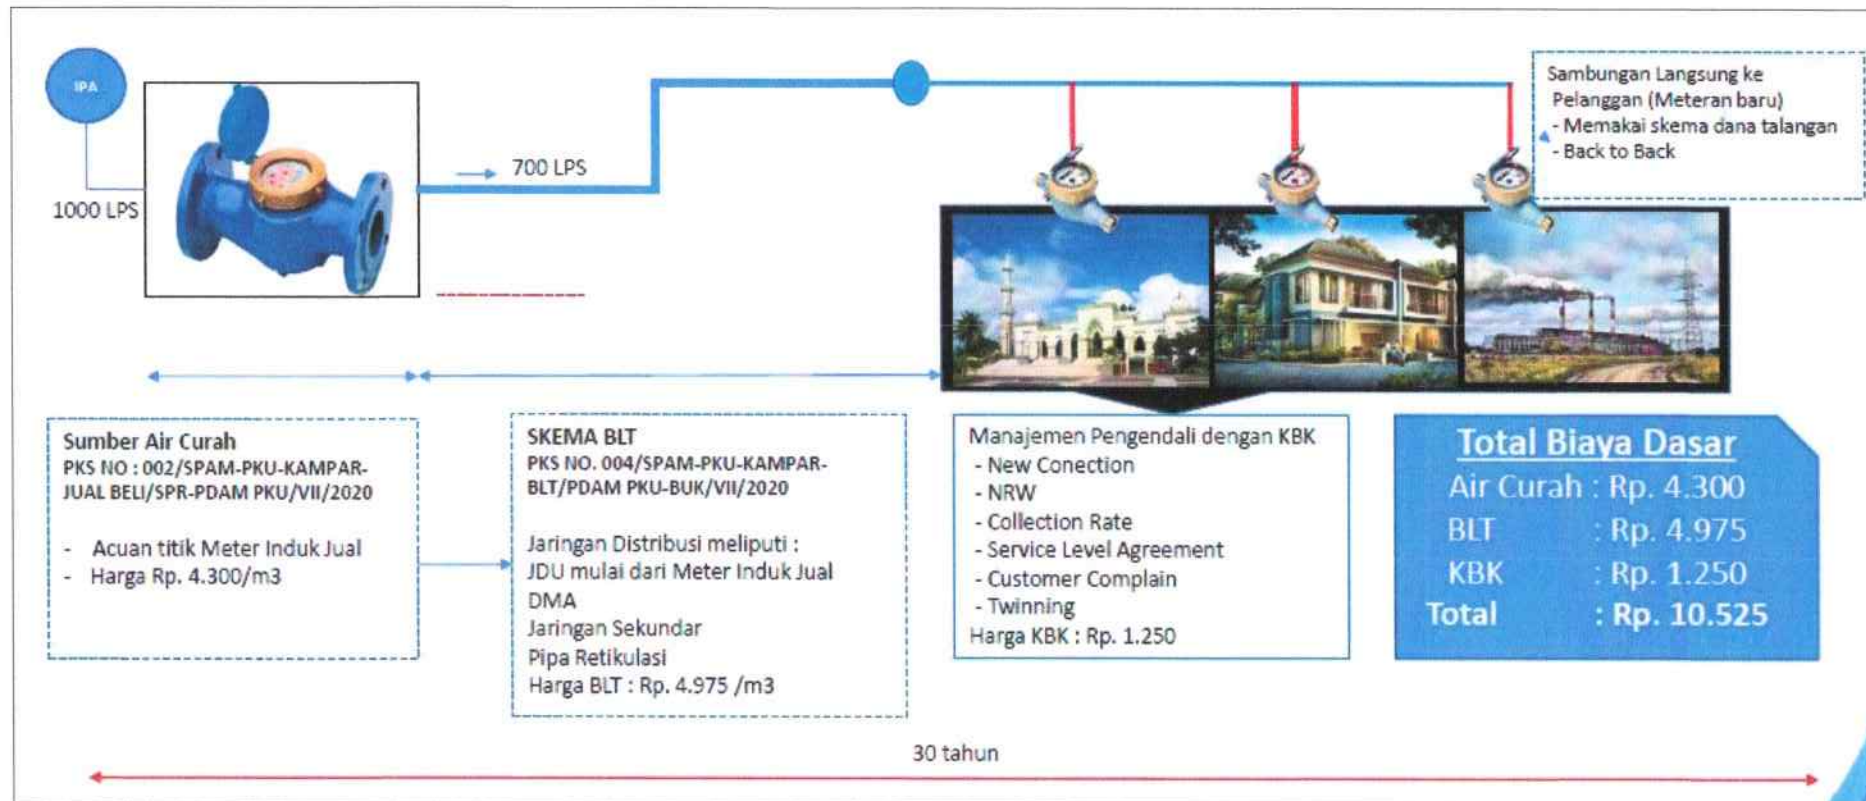 IPA
1000 LPS
700 LPS
Sambungan Langsung ke
Pelanggan (Meteran baru)
- Memakai skema dana talangan
- Back to Back
Sumber Air Curah
PKS NO : 002/SPAM-PKU-KAMPAR-
JUAL BELI/SPR-PDAM PKU/VII/2020
- Acuan titik Meter Induk Jual
- Harga Rp. 4.300/m3
SKEMA BLT
PKS NO. 004/SPAM-PKU-KAMPAR-
BLT/PDAM PKU-BUK/VII/2020
Jaringan Distribusi meliputi :
JDU mulai dari Meter Induk Jual
DMA
Jaringan Sekundar
Pipa Retikulasi
Harga BLT : Rp. 4.975 /m3
Manajemen Pengendali dengan KBK
- New Conection
- NRW
- Collection Rate
- Service Level Agreement
- Customer Complain
- Twinning
Harga KBK : Rp. 1.250
Total Biaya Dasar
Air Curah : Rp. 4.300
BLT : Rp. 4.975
KBK : Rp. 1.250
Total : Rp. 10.525
30 tahun